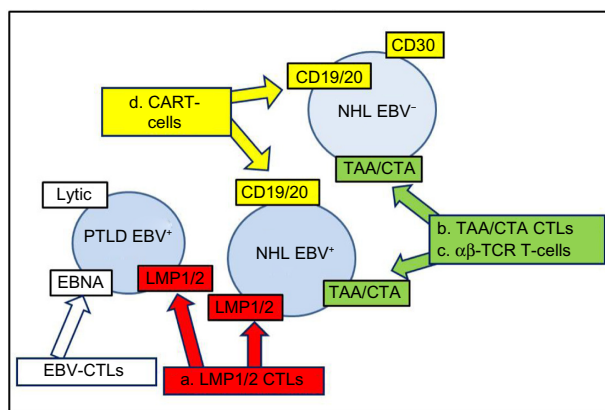 CD30
CD19/20
d. CART-
cells
NHL EBV⁻
TAA/CTA
Lytic
CD19/20
PTLD EBV⁺
NHL EBV⁺
b. TAA/CTA CTLs
c. αβ-TCR T-cells
EBNA
LMP1/2
TAA/CTA
LMP1/2
EBV-CTLs
a. LMP1/2 CTLs